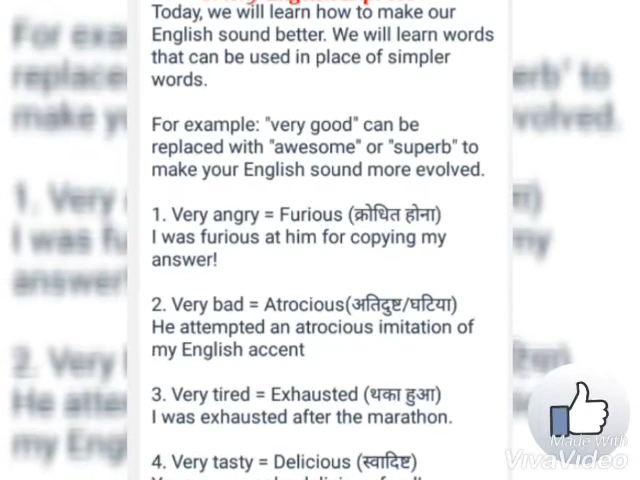 Today, we will learn how to make our
English sound better. We will learn words
that can be used in place of simpler
words.
For example: "very good" can be
replaced with "awesome" or "superb" to
make your English sound more evolved.
1. Very angry = Furious (क्रोधित होना)
I was furious at him for copying my
answer!
2. Very bad = Atrocious(अतिदुष्ट/घटिया)
He attempted an atrocious imitation of
my English accent
3. Very tired = Exhausted (थका हुआ)
I was exhausted after the marathon.
4. Very tasty = Delicious (स्वादिष्ट)
Made With
VivaVideo